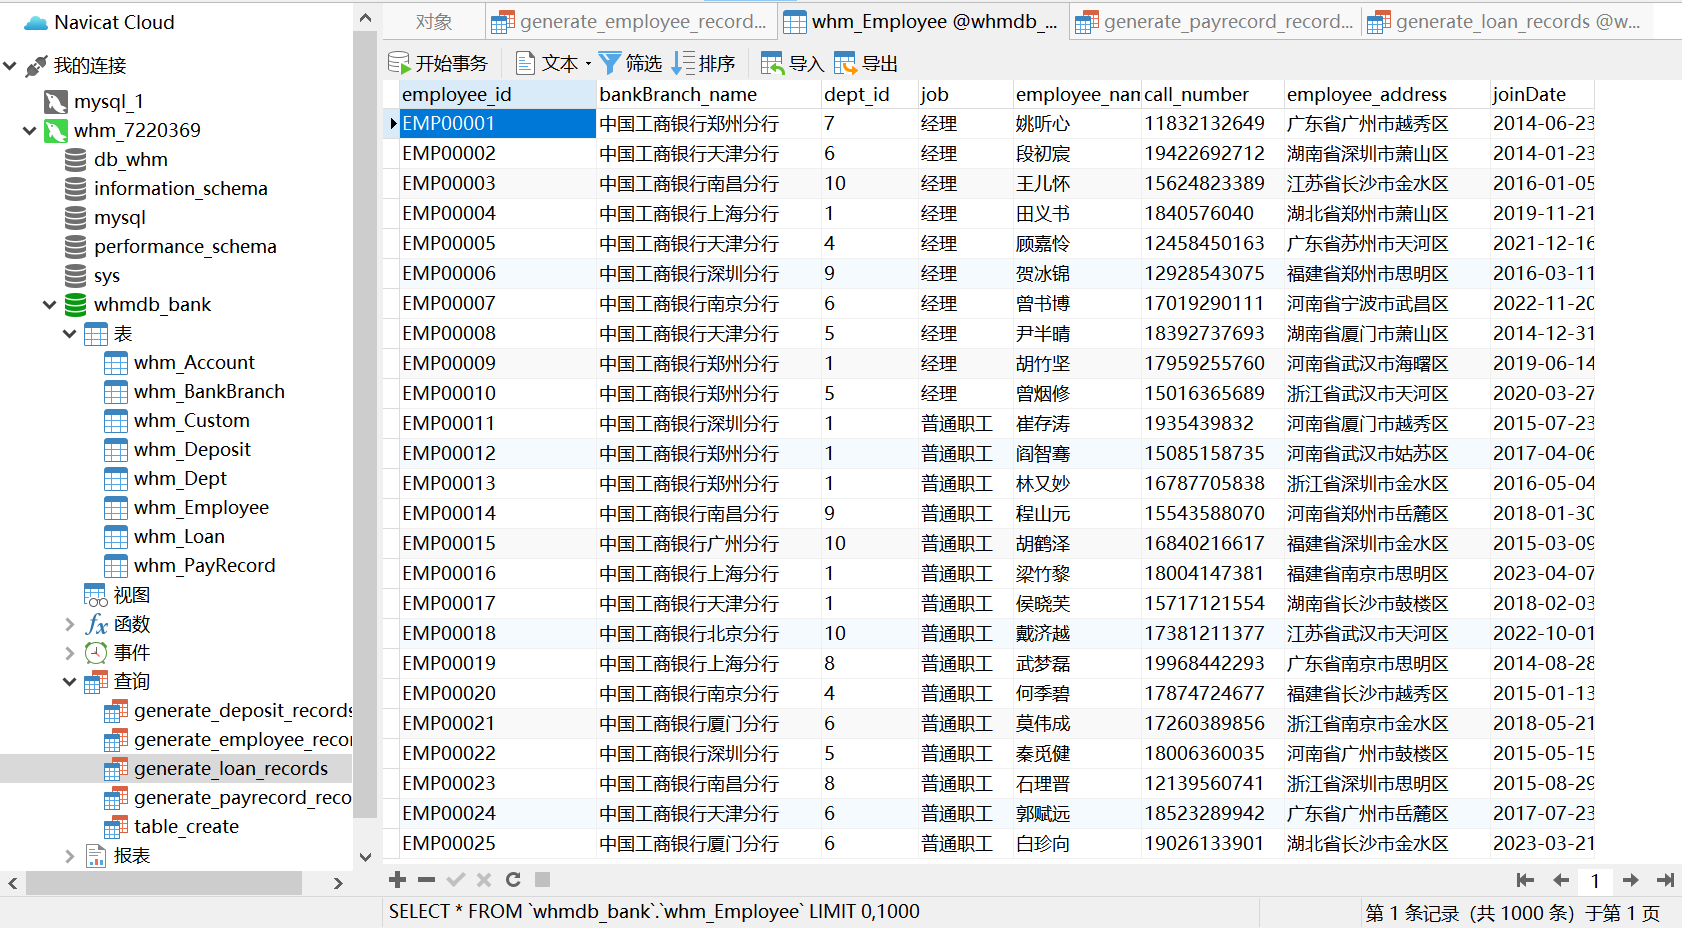 Navicat Cloud
我的连接
mysql_1
whm_7220369
db_whm
information_schema
mysql
performance_schema
sys
whmdb_bank
表
whm_Account
whm_BankBranch
whm_Custom
whm_Deposit
whm_Dept
whm_Employee
whm_Loan
whm_PayRecord
视图
函数
事件
查询
generate_deposit_records
generate_employee_recor
generate_loan_records
generate_payrecord_reco
table_create
报表
对象 generate_employee_record... whm_Employee @whmdb_... generate_payrecord_record... generate_loan_records @w...
开始事务 文本 筛选 排序 导入 导出
employee_id bankBranch_name dept_id job employee_nam call_number employee_address joinDate
EMP00001 中国工商银行郑州分行 7 经理 姚听心 11832132649 广东省广州市越秀区 2014-06-23
EMP00002 中国工商银行天津分行 6 经理 段初宸 19422692712 湖南省深圳市萧山区 2014-01-23
EMP00003 中国工商银行南昌分行 10 经理 王儿怀 15624823389 江苏省长沙市金水区 2016-01-05
EMP00004 中国工商银行上海分行 1 经理 田义书 1840576040 湖北省郑州市萧山区 2019-11-21
EMP00005 中国工商银行天津分行 4 经理 顾嘉怜 12458450163 广东省苏州市天河区 2021-12-16
EMP00006 中国工商银行深圳分行 9 经理 贺冰锦 12928543075 福建省郑州市思明区 2016-03-11
EMP00007 中国工商银行南京分行 6 经理 曾书博 17019290111 河南省宁波市武昌区 2022-11-20
EMP00008 中国工商银行天津分行 5 经理 尹半晴 18392737693 湖南省厦门市萧山区 2014-12-31
EMP00009 中国工商银行郑州分行 1 经理 胡竹坚 17959255760 河南省武汉市海曙区 2019-06-14
EMP00010 中国工商银行郑州分行 5 经理 曾烟修 15016365689 浙江省武汉市天河区 2020-03-27
EMP00011 中国工商银行深圳分行 1 普通职工 崔存涛 1935439832 河南省厦门市越秀区 2015-07-23
EMP00012 中国工商银行郑州分行 1 普通职工 阎智骞 15085158735 河南省武汉市姑苏区 2017-04-06
EMP00013 中国工商银行郑州分行 1 普通职工 林又妙 16787705838 浙江省深圳市金水区 2016-05-04
EMP00014 中国工商银行南昌分行 9 普通职工 程山元 15543588070 河南省郑州市岳麓区 2018-01-30
EMP00015 中国工商银行广州分行 10 普通职工 胡鹤泽 16840216617 福建省深圳市金水区 2015-03-09
EMP00016 中国工商银行上海分行 1 普通职工 梁竹黎 18004147381 福建省南京市思明区 2023-04-07
EMP00017 中国工商银行天津分行 1 普通职工 侯晓芙 15717121554 湖南省长沙市鼓楼区 2018-02-03
EMP00018 中国工商银行北京分行 10 普通职工 戴济越 17381211377 江苏省武汉市天河区 2022-10-01
EMP00019 中国工商银行上海分行 8 普通职工 武梦磊 19968442293 广东省南京市思明区 2014-08-28
EMP00020 中国工商银行南京分行 4 普通职工 何季碧 17874724677 福建省长沙市越秀区 2015-01-13
EMP00021 中国工商银行厦门分行 6 普通职工 莫伟成 17260389856 浙江省南京市金水区 2018-05-21
EMP00022 中国工商银行深圳分行 5 普通职工 秦觅健 18006360035 河南省广州市鼓楼区 2015-05-15
EMP00023 中国工商银行南昌分行 8 普通职工 石理晋 12139560741 浙江省深圳市思明区 2015-08-29
EMP00024 中国工商银行天津分行 6 普通职工 郭赋远 18523289942 广东省广州市岳麓区 2017-07-23
EMP00025 中国工商银行厦门分行 6 普通职工 白珍向 19026133901 湖北省长沙市金水区 2023-03-21
1
SELECT * FROM `whmdb_bank`.`whm_Employee` LIMIT 0,1000
第 1 条记录 (共 1000 条) 于第 1 页